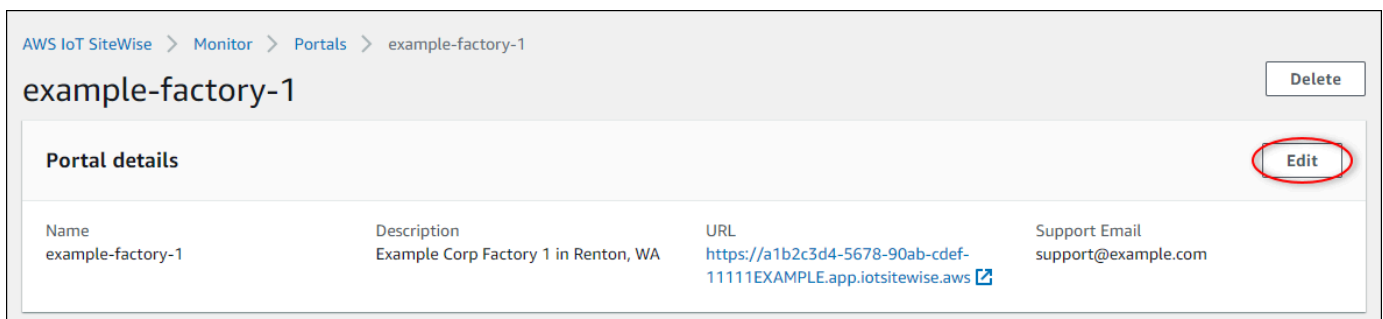 AWS IoT SiteWise > Monitor > Portals > example-factory-1
example-factory-1
Delete
Portal details
Edit
Name
example-factory-1
Description
Example Corp Factory 1 in Renton, WA
URL
https://a1b2c3d4-5678-90ab-cdef-
11111EXAMPLE.app.iotsitewise.aws
Support Email
support@example.com